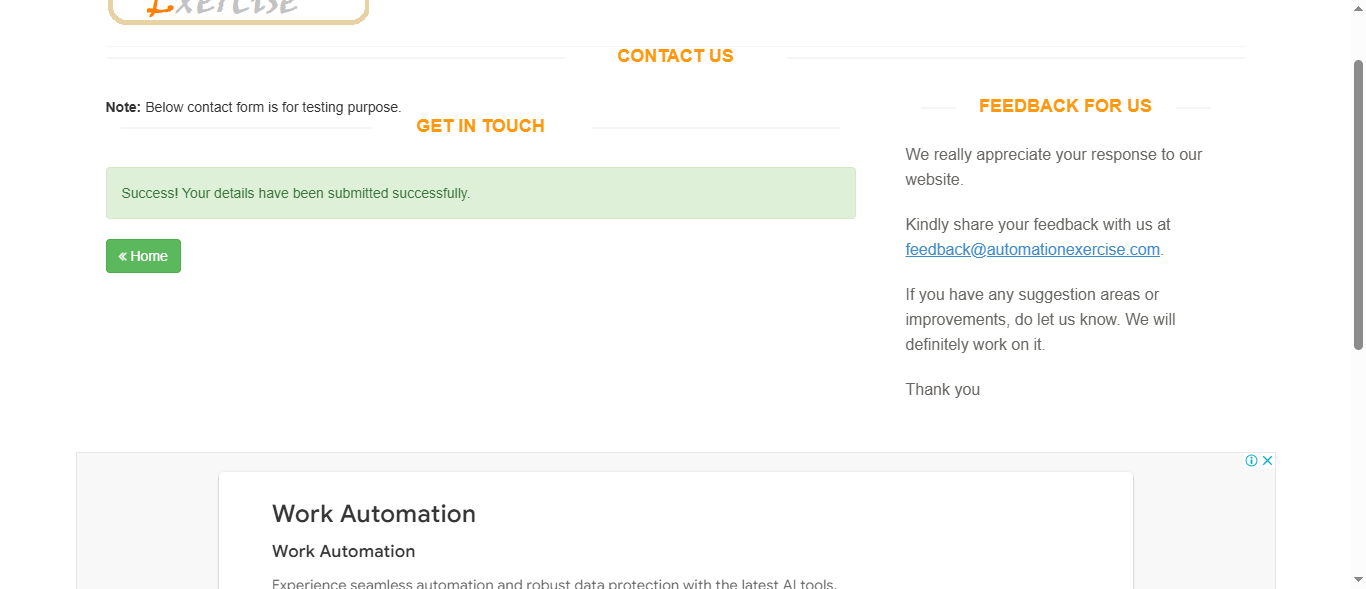 Exercise
CONTACT US
Note: Below contact form is for testing purpose.
GET IN TOUCH
Success! Your details have been submitted successfully.
« Home
FEEDBACK FOR US
We really appreciate your response to our
website.
Kindly share your feedback with us at
feedback@automationexercise.com.
If you have any suggestion areas or
improvements, do let us know. We will
definitely work on it.
Thank you
Work Automation
Work Automation
Experience seamless automation and robust data protection with the latest AI tools.